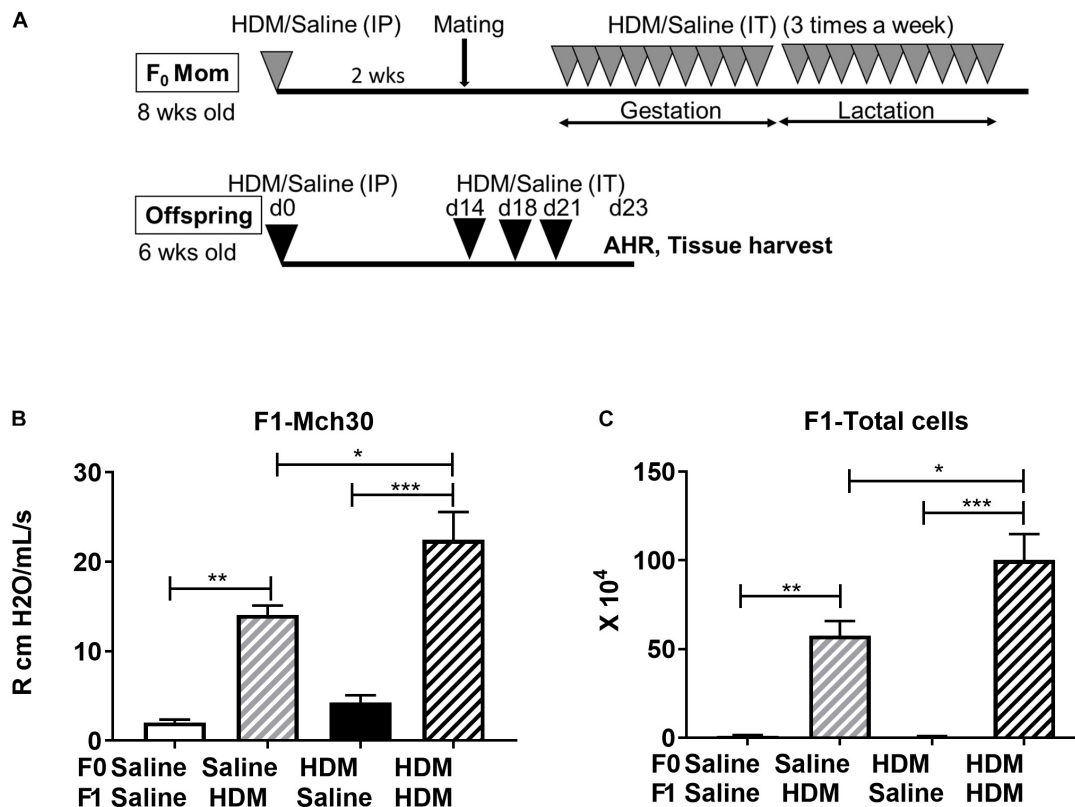 A
HDM/Saline (IP) Mating HDM/Saline (IT) (3 times a week)
F₀ Mom
2 wks
8 wks old
Gestation Lactation
HDM/Saline (IP) HDM/Saline (IT)
Offspring
d0 d14 d18 d21 d23
6 wks old
AHR, Tissue harvest
B
F1-Mch30
R cm H2O/mL/s
30
20
10
0
*
***
**
F0 Saline Saline HDM HDM
F1 Saline HDM Saline HDM
C
F1-Total cells
X 10⁴
150
100
50
0
*
***
**
F0 Saline Saline HDM HDM
F1 Saline HDM Saline HDM